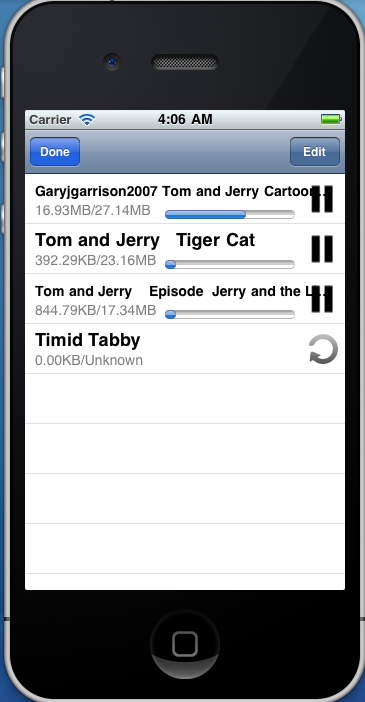 Carrier 4:06 AM
Done Edit
Garyjgarrison2007 Tom and Jerry Cartoon...
16.93MB/27.14MB
Tom and Jerry Tiger Cat
392.29KB/23.16MB
Tom and Jerry Episode Jerry and the L...
844.79KB/17.34MB
Timid Tabby
0.00KB/Unknown